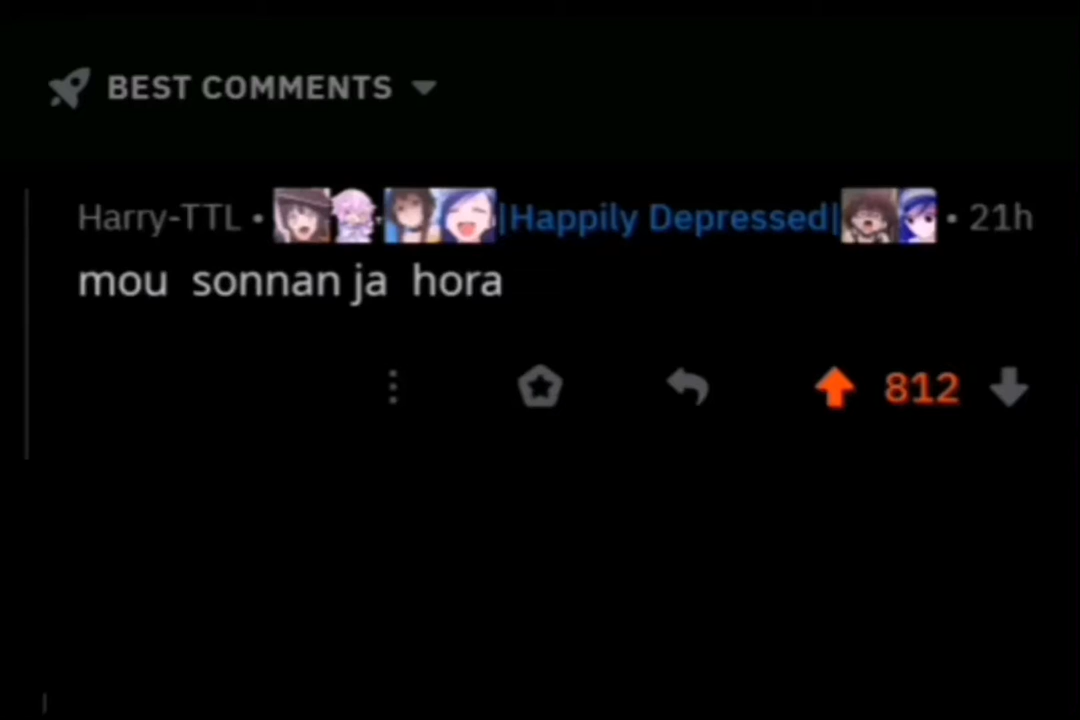 BEST COMMENTS
Harry-TTL • |Happily Depressed| • 21h
mou sonnan ja hora
812